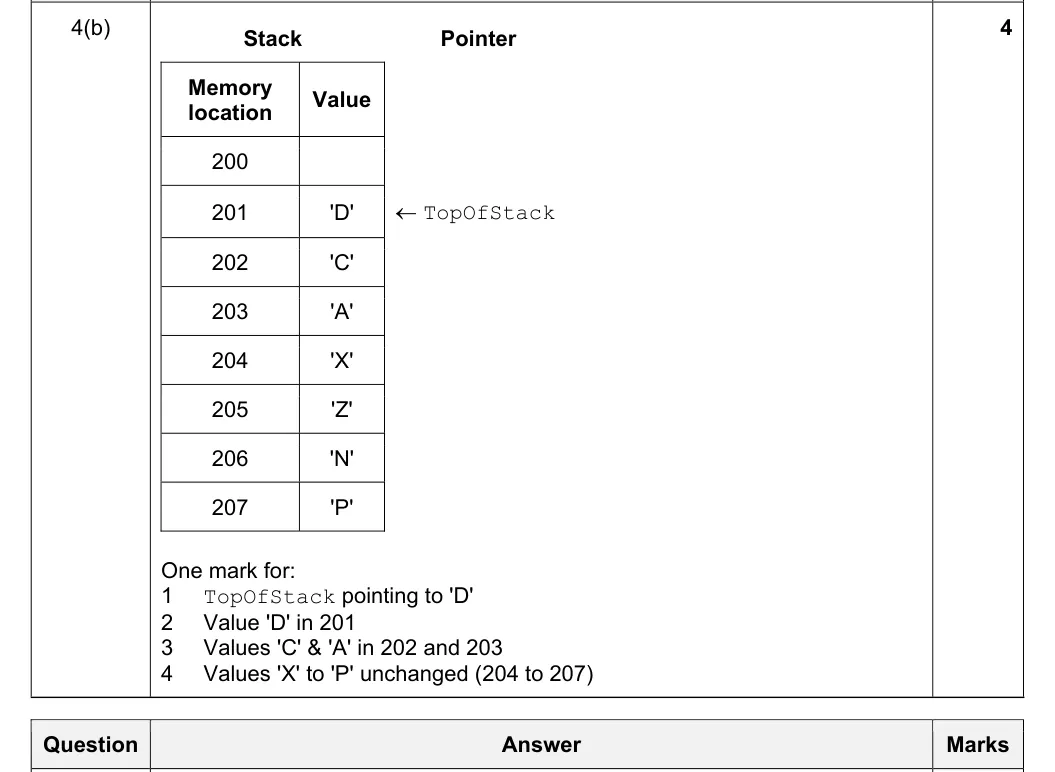 4(b)
Stack Pointer 4
Memory location Value
200
201 'D' ← TopOfStack
202 'C'
203 'A'
204 'X'
205 'Z'
206 'N'
207 'P'
One mark for:
1 TopOfStack pointing to 'D'
2 Value 'D' in 201
3 Values 'C' & 'A' in 202 and 203
4 Values 'X' to 'P' unchanged (204 to 207)
Question Answer Marks